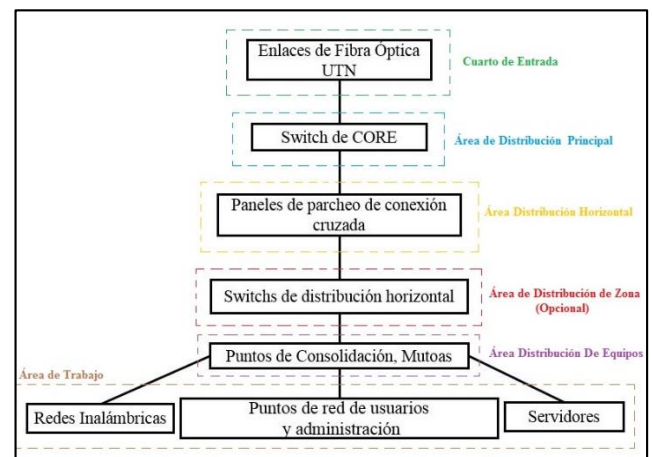 Enlaces de Fibra Óptica
UTN
Cuarto de Entrada
Switch de CORE
Área de Distribución Principal
Paneles de parcheo de conexión
cruzada
Área Distribución Horizontal
Switchs de distribución horizontal
Área de Distribución de Zona
(Opcional)
Puntos de Consolidación, Mutoas
Área Distribución De Equipos
Área de Trabajo
Redes Inalámbricas
Puntos de red de usuarios
y administración
Servidores